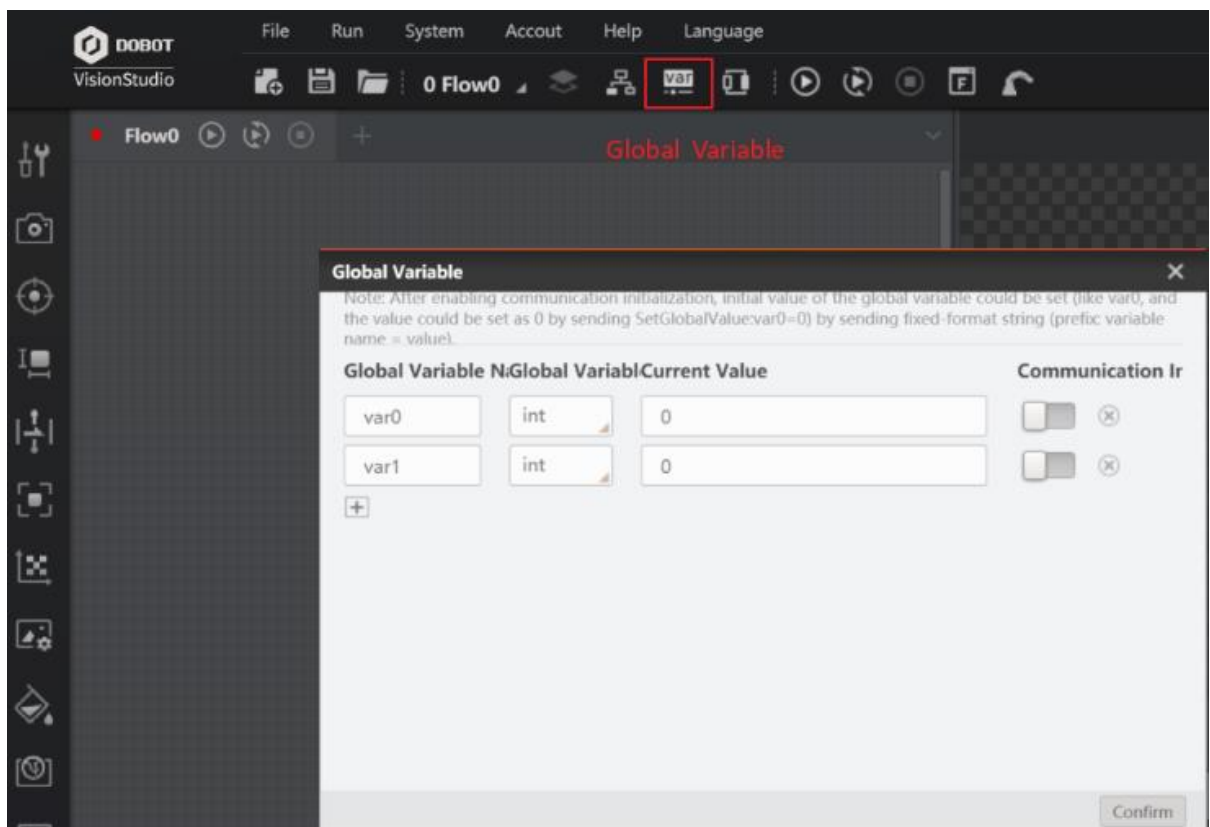 File Run System Accout Help Language
DOBOT
VisionStudio
0 Flow0
var
F
Flow0
Global Variable
Global Variable
Note: After enabling communication initialization, initial value of the global variable could be set (like var0, and
the value could be set as 0 by sending SetGlobalValue:var0=0) by sending fixed-format string (prefix variable
name = value).
Global Variable Na Global Variabl Current Value Communication In
var0 int 0
var1 int 0
Confirm